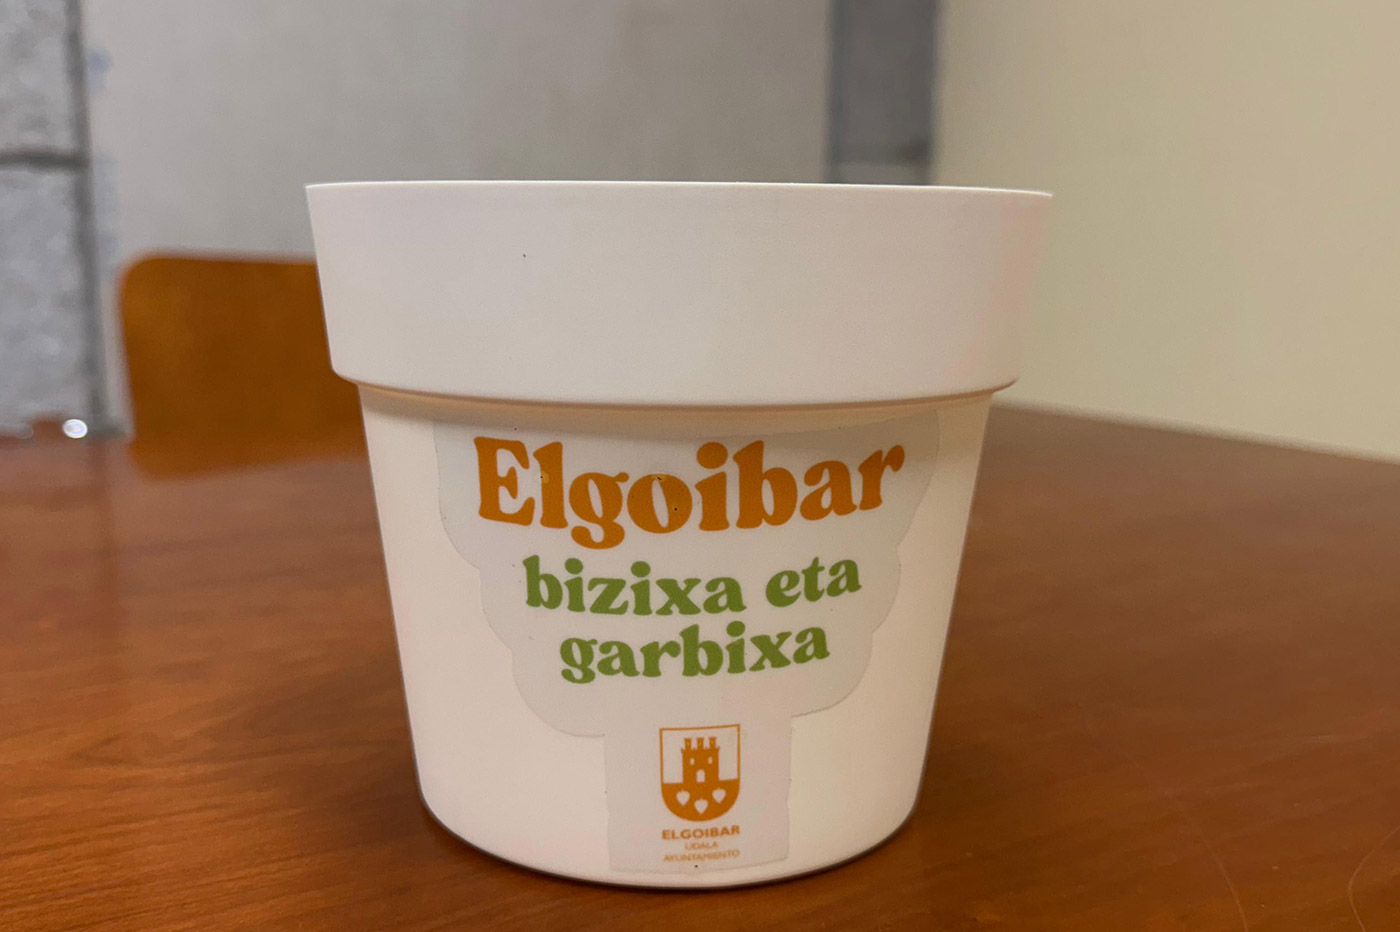 Elgoibar
bizixa eta
garbixa
ELGOIBAR
UDALA
AYUNTAMIENTO